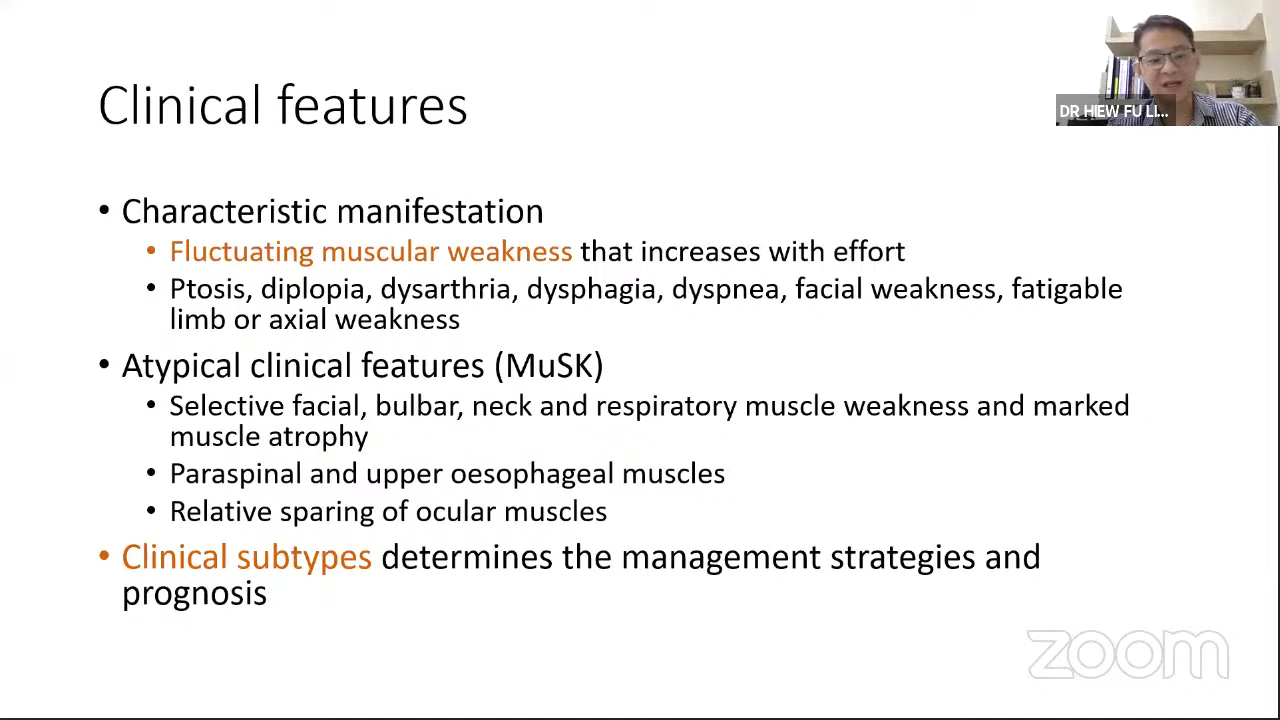 Clinical features
DR HIEW FU LI...
• Characteristic manifestation
• Fluctuating muscular weakness that increases with effort
• Ptosis, diplopia, dysarthria, dysphagia, dyspnea, facial weakness, fatigable
limb or axial weakness
• Atypical clinical features (MuSK)
• Selective facial, bulbar, neck and respiratory muscle weakness and marked
muscle atrophy
• Paraspinal and upper oesophageal muscles
• Relative sparing of ocular muscles
• Clinical subtypes determines the management strategies and
prognosis
zoom